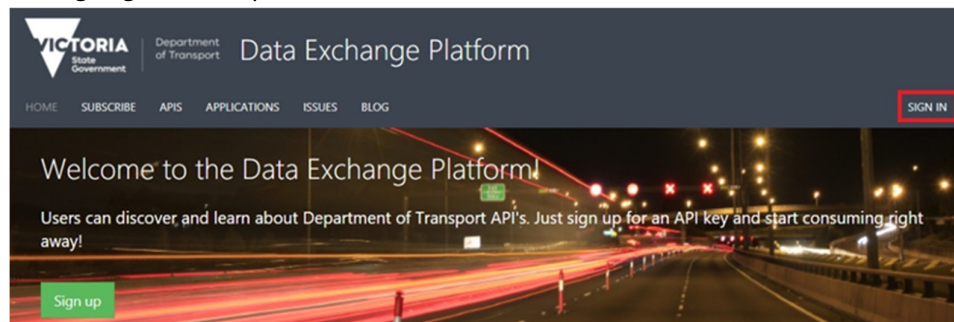 VICTORIA
State
Government
Department
of Transport
Data Exchange Platform
HOME SUBSCRIBE APIS APPLICATIONS ISSUES BLOG SIGN IN
Welcome to the Data Exchange Platform!
Users can discover and learn about Department of Transport API's. Just sign up for an API key and start consuming right
away!
Sign up